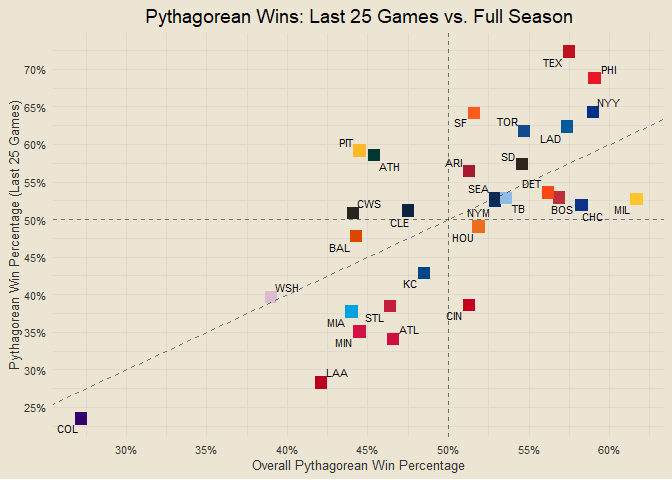 Pythagorean Wins: Last 25 Games vs. Full Season
Pythagorean Win Percentage (Last 25 Games)
70%
65%
60%
55%
50%
45%
40%
35%
30%
25%
TEX
PHI
NYY
SF
TOR
LAD
PIT
ATH
ARI
SD
SEA
DET
CWS
CLE
NYM
TB
BOS
CHC
MIL
BAL
HOU
KC
WSH
MIA
STL
CIN
MIN
ATL
LAA
COL
30%
35%
40%
45%
50%
55%
60%
Overall Pythagorean Win Percentage